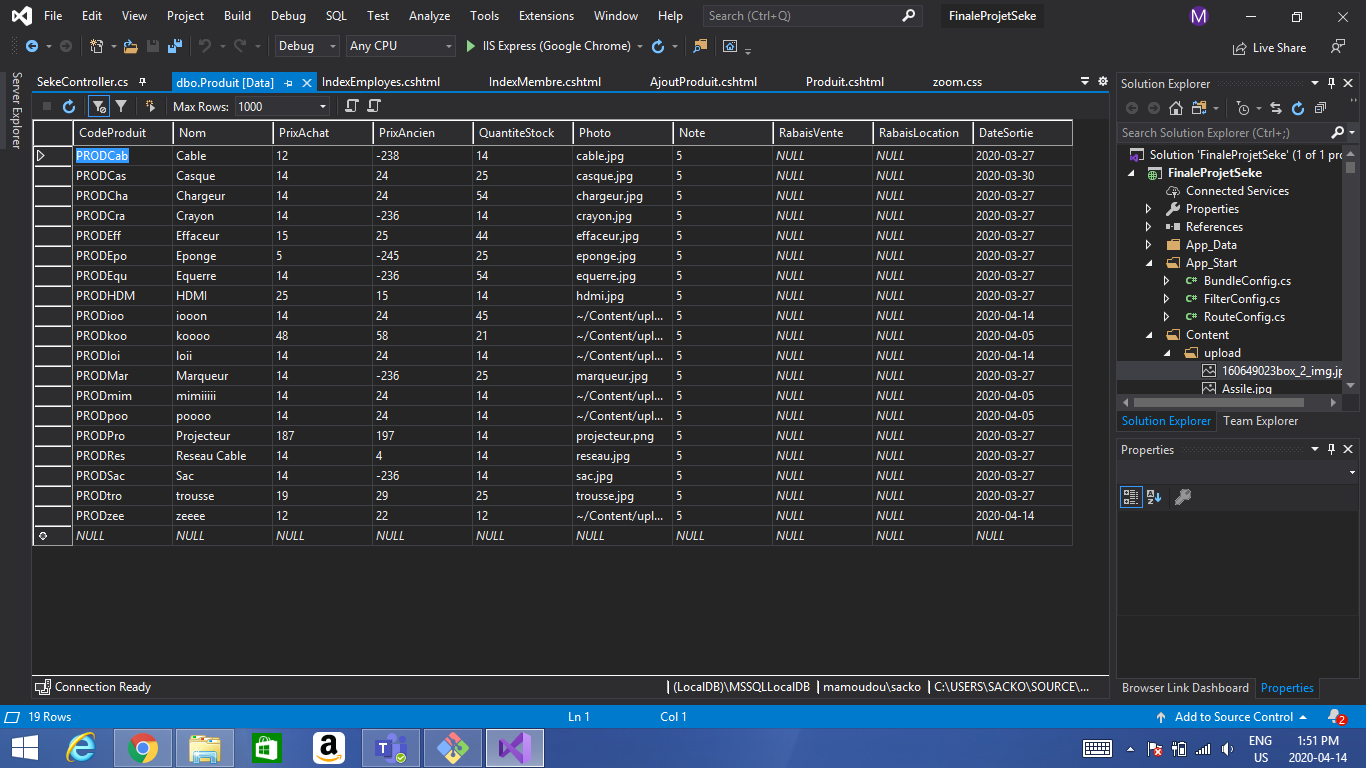 File Edit View Project Build Debug SQL Test Analyze Tools Extensions Window Help Search (Ctrl+Q) FinaleProjetSeke M
Debug Any CPU IIS Express (Google Chrome) Live Share
Server Explorer
SekeController.cs dbo.Produit [Data] IndexEmployes.cshtml IndexMembre.cshtml AjoutProduit.cshtml Produit.cshtml zoom.css
Max Rows: 1000
CodeProduit Nom PrixAchat PrixAncien QuantiteStock Photo Note RabaisVente RabaisLocation DateSortie
PRODCab Cable 12 -238 14 cable.jpg 5 NULL NULL 2020-03-27
PRODCas Casque 14 24 25 casque.jpg 5 NULL NULL 2020-03-30
PRODCha Chargeur 14 24 54 chargeur.jpg 5 NULL NULL 2020-03-27
PRODCra Crayon 14 -236 14 crayon.jpg 5 NULL NULL 2020-03-27
PRODEff Effaceur 15 25 44 effaceur.jpg 5 NULL NULL 2020-03-27
PRODEpo Eponge 5 -245 25 eponge.jpg 5 NULL NULL 2020-03-27
PRODEqu Equerre 14 -236 54 equerre.jpg 5 NULL NULL 2020-03-27
PRODHDM HDMI 25 15 14 hdmi.jpg 5 NULL NULL 2020-03-27
PRODioo iooon 14 24 45 ~/Content/upl... 5 NULL NULL 2020-04-14
PRODkoo koooo 48 58 21 ~/Content/upl... 5 NULL NULL 2020-04-05
14 24 14 ~/Content/upl... 5 NULL NULL 2020-04-14
PRODMar Marqueur 14 -236 25 marqueur.jpg 5 NULL NULL 2020-03-27
PRODmim mimiiiii 14 24 14 ~/Content/upl... 5 NULL NULL 2020-04-05
PRODpoo poooo 14 24 14 ~/Content/upl... 5 NULL NULL 2020-04-05
PRODPro Projecteur 187 197 14 projecteur.png 5 NULL NULL 2020-03-27
PRODRes Reseau Cable 14 4 14 reseau.jpg 5 NULL NULL 2020-03-27
PRODSac Sac 14 -236 14 sac.jpg 5 NULL NULL 2020-03-27
PRODtro trousse 19 29 25 trousse.jpg 5 NULL NULL 2020-03-27
PRODzee zeeee 12 22 12 ~/Content/upl... 5 NULL NULL 2020-04-14
NULL NULL NULL NULL NULL NULL NULL NULL NULL NULL
Connection Ready (LocalDB)\MSSQLLocalDB mamoudou\sacko C:\USERS\SACKO\SOURCE\...
Solution Explorer
Search Solution Explorer (Ctrl+;)
Solution 'FinaleProjetSeke' (1 of 1 pro
FinaleProjetSeke
Connected Services
Properties
References
App_Data
App_Start
C# BundleConfig.cs
C# FilterConfig.cs
C# RouteConfig.cs
Content
upload
160649023box_2_img.jp
Assile.jpg
Solution Explorer Team Explorer
Properties
Browser Link Dashboard Properties
19 Rows Ln 1 Col 1 Add to Source Control 2
ENG
US
1:51 PM
2020-04-14